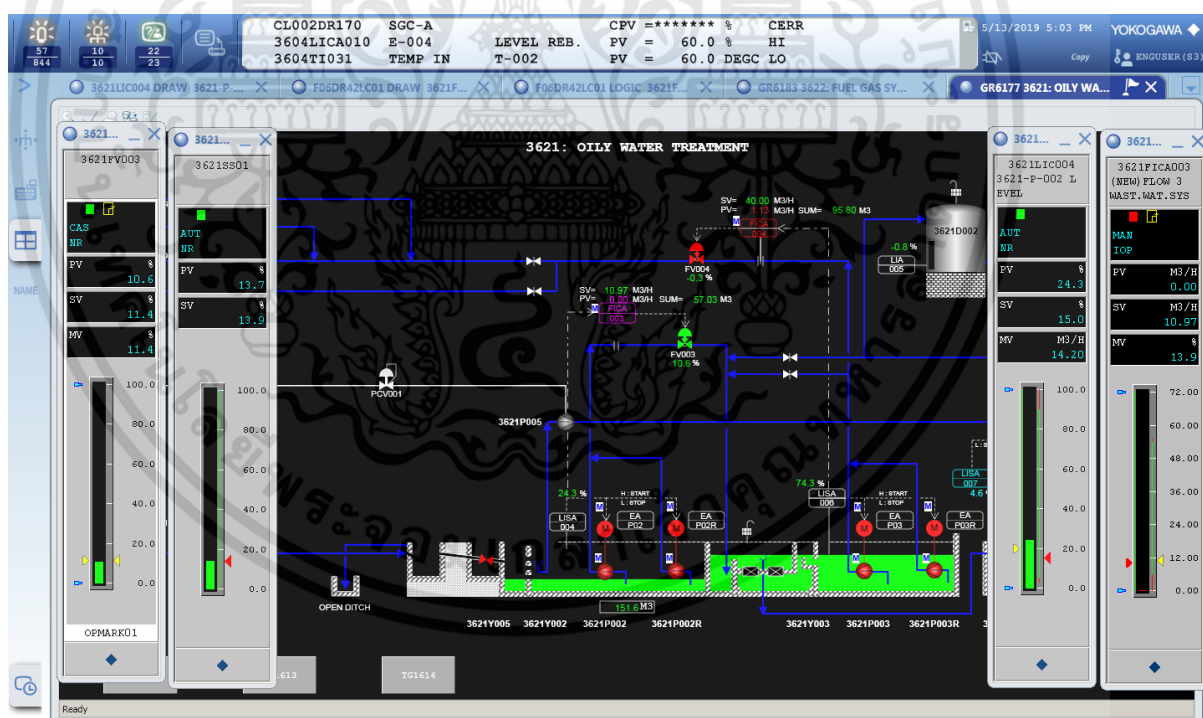 57
844
10
10
22
23
CL002DR170 SGC-A CPV =******* % CERR
3604LICA010 E-004 LEVEL REB. PV = 60.0 % HI
3604TI031 TEMP IN T-002 PV = 60.0 DEGC LO
5/13/2019 5:03 PM
Copy
YOKOGAWA
ENGUSER (S3)
3621LIC004 DRAW 3621 P-...
F06DR42LC01 DRAW 3621F...
F06DR42LC01 LOGIC 3621F...
GR6183 3622: FUEL GAS SY...
GR6177 3621: OILY WA...
NAME
3621...
3621FV003
CAS
NR
PV %
10.6
SV %
11.4
MV %
11.4
100.0
80.0
60.0
40.0
20.0
0.0
OPMARK01
3621...
3621SS01
AUT
NR
PV %
13.7
SV %
13.9
100.0
80.0
60.0
40.0
20.0
0.0
3621: OILY WATER TREATMENT
SV= 40.00 M3/H
PV= 1.13 M3/H SUM= 95.80 M3
M
FICA
004
FV004
-0.3 %
3621D002
-0.8 %
LIA
005
SV= 10.97 M3/H
PV= 0.00 M3/H SUM= 57.03 M3
M
FICA
003
FV003
10.6 %
PCV001
3621P005
24.3 %
LISA
004
H : START
L : STOP
M
M
EA
P02
M
M
EA
P02R
M
M
74.3 %
LISA
006
H : START
L : STOP
M
M
EA
P03
M
M
EA
P03R
M
M
LISA
007
4.6
OPEN DITCH
151.6 M3
3621Y005 3621Y002 3621P002 3621P002R 3621Y003 3621P003 3621P003R
.613
TG1614
Ready
3621...
3621LIC004
3621-P-002 L
EVEL
AUT
NR
PV %
24.3
SV %
15.0
MV M3/H
14.20
100.0
80.0
60.0
40.0
20.0
0.0
3621...
3621FICA003
(NEW) FLOW 3
WAST.WAT.SYS
MAN
IOP
PV M3/H
0.00
SV M3/H
10.97
MV %
13.9
72.00
60.00
48.00
36.00
24.00
12.00
0.00